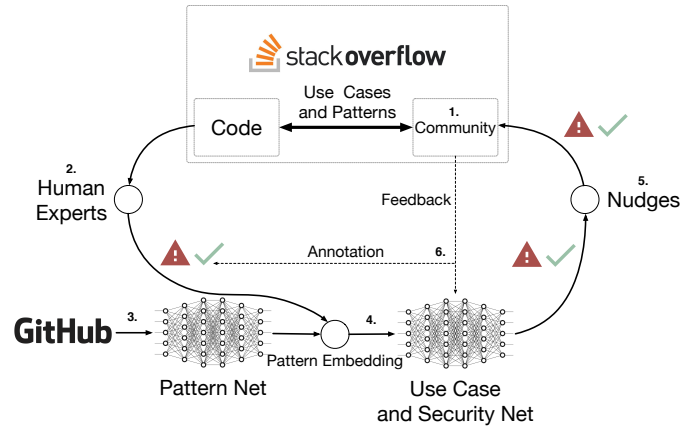 stackoverflow
Use Cases
and Patterns
Code
1.
Community
2.
Human
Experts
5.
Nudges
Feedback
Annotation
6.
GitHub
3.
4.
Pattern Embedding
Pattern Net
Use Case
and Security Net